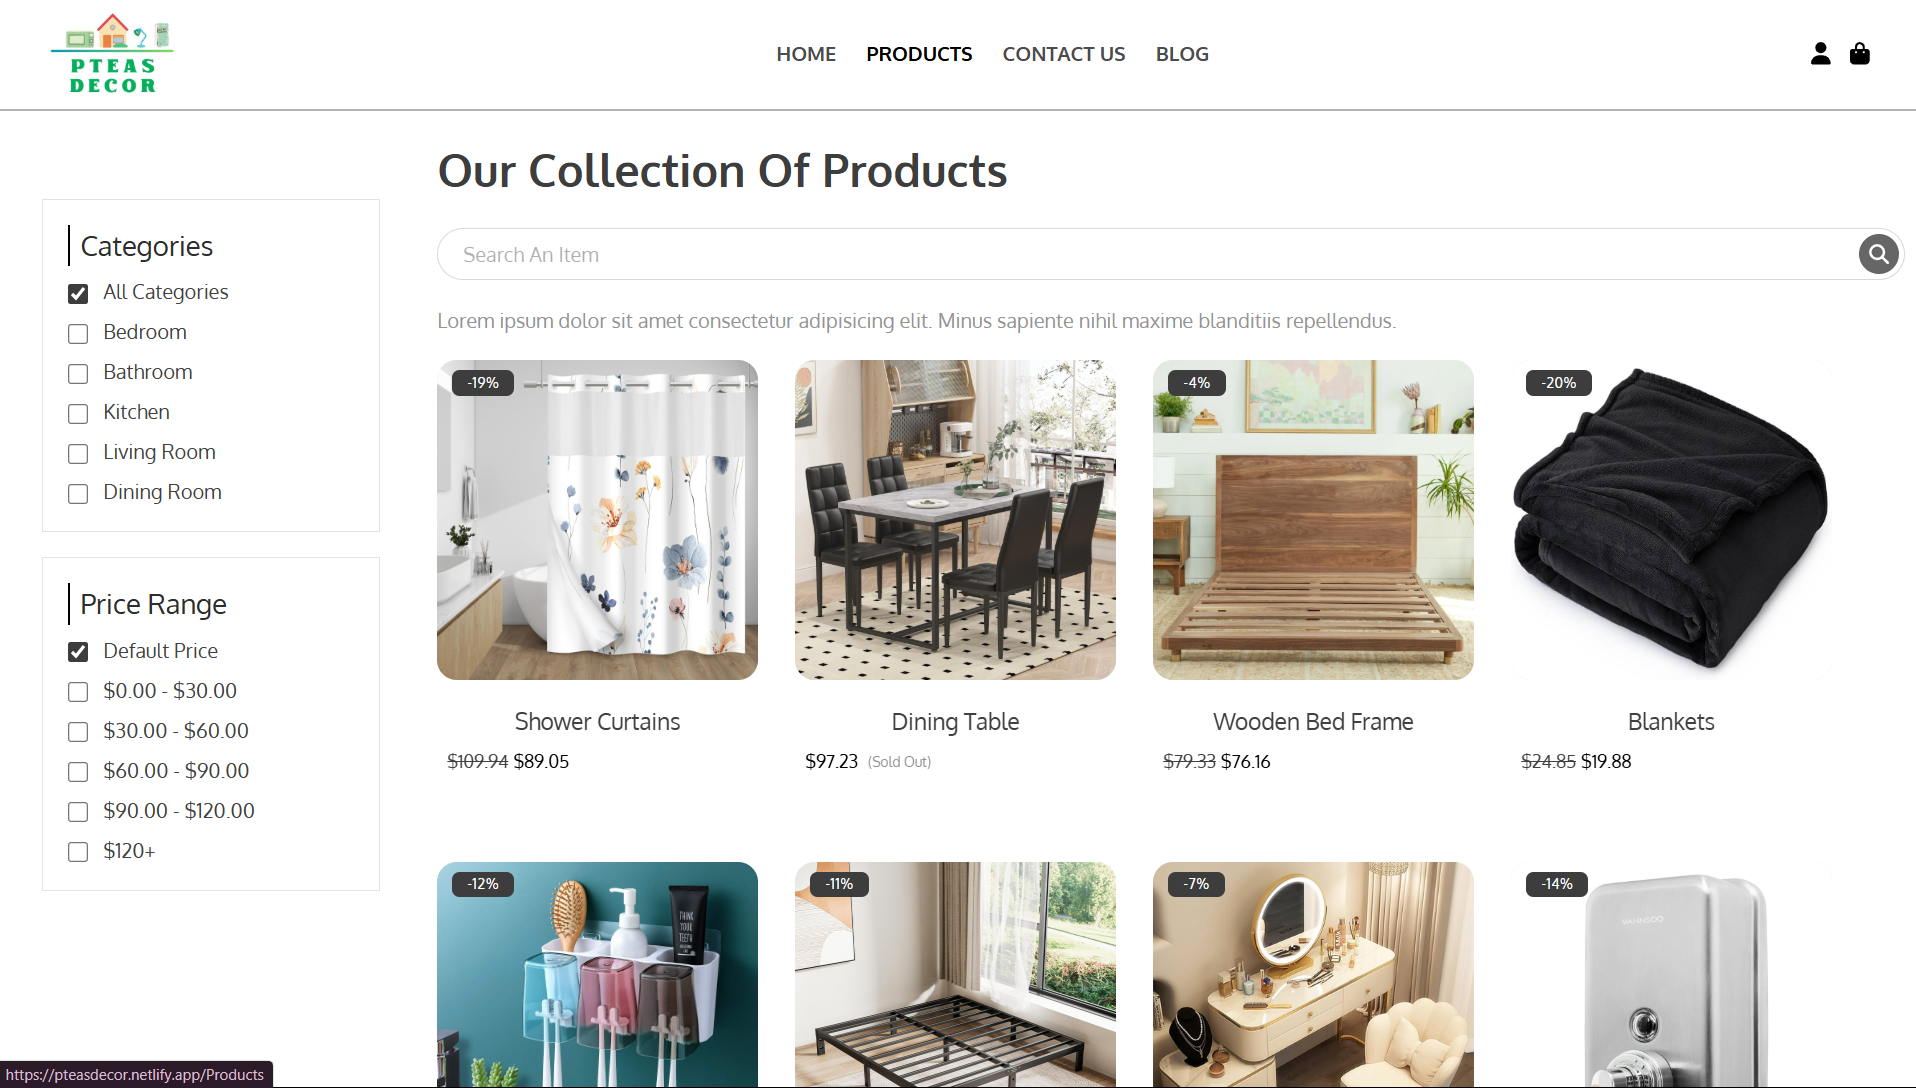 PTEAS
DECOR
HOME PRODUCTS CONTACT US BLOG
Our Collection Of Products
Search An Item
Lorem ipsum dolor sit amet consectetur adipisicing elit. Minus sapiente nihil maxime blanditiis repellendus.
Categories
All Categories
Bedroom
Bathroom
Kitchen
Living Room
Dining Room
Price Range
Default Price
$0.00 - $30.00
$30.00 - $60.00
$60.00 - $90.00
$90.00 - $120.00
$120+
-19%
-4%
-20%
Shower Curtains
$109.94 $89.05
Dining Table
$97.23 (Sold Out)
Wooden Bed Frame
$79.33 $76.16
Blankets
$24.85 $19.88
-12%
THINK
YOUR
TEETH
-11%
-7%
-14%
https://pteasdecor.netlify.app/Products